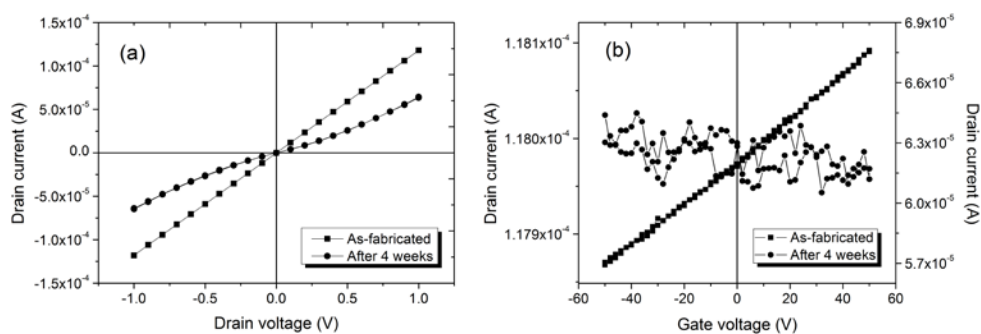 (a)
Drain current (A)
1.5x10⁻⁴
1.0x10⁻⁴
5.0x10⁻⁵
0.0
-5.0x10⁻⁵
-1.0x10⁻⁴
-1.5x10⁻⁴
-1.0 -0.5 0.0 0.5 1.0
Drain voltage (V)
As-fabricated
After 4 weeks
(b)
Drain current (A)
1.181x10⁻⁴
1.180x10⁻⁴
1.179x10⁻⁴
-60 -40 -20 0 20 40 60
Gate voltage (V)
As-fabricated
After 4 weeks
6.9x10⁻⁵
6.6x10⁻⁵
6.3x10⁻⁵
6.0x10⁻⁵
5.7x10⁻⁵
Drain current (A)